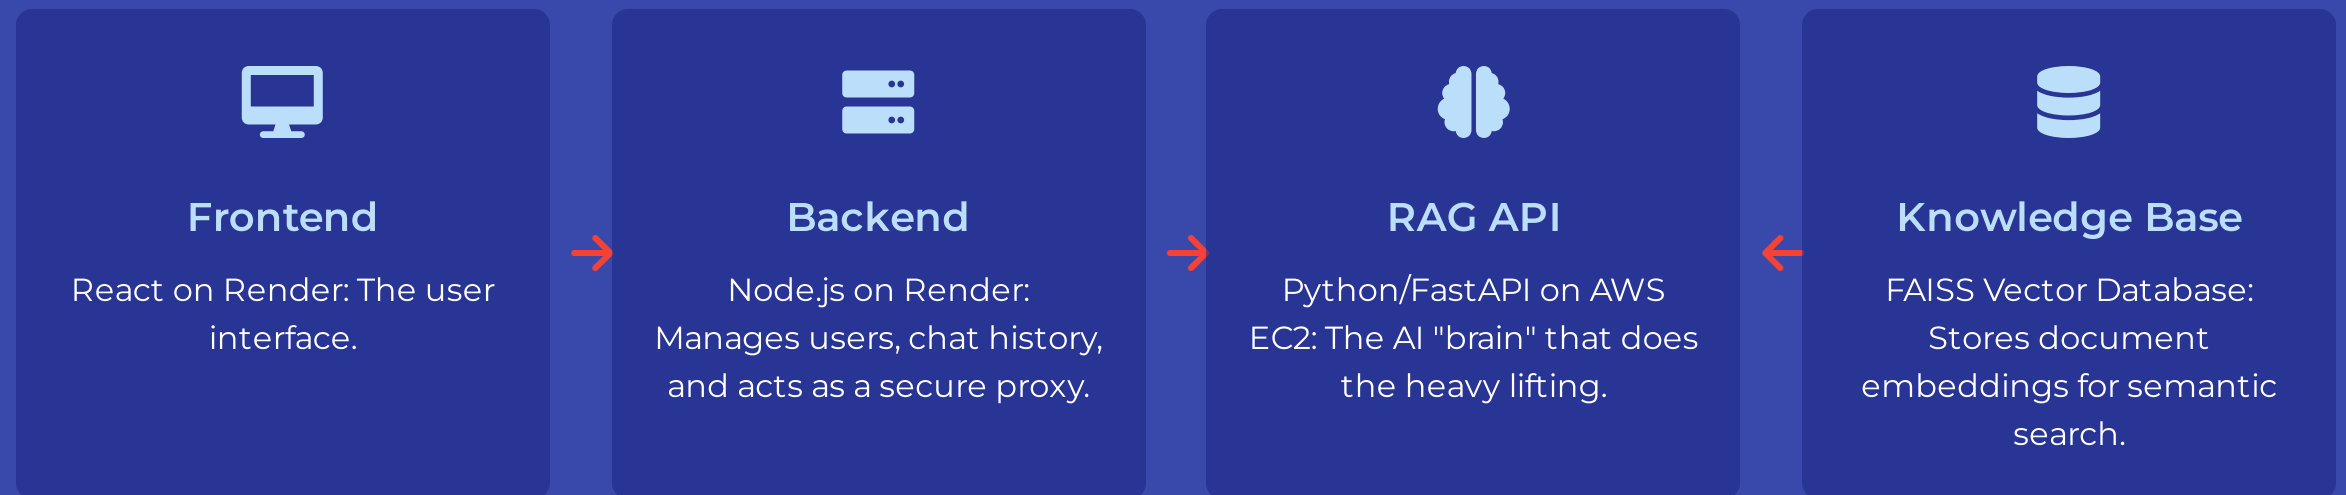 Frontend
React on Render: The user
interface.
Backend
Node.js on Render:
Manages users, chat history,
and acts as a secure proxy.
RAG API
Python/FastAPI on AWS
EC2: The AI "brain" that does
the heavy lifting.
Knowledge Base
FAISS Vector Database:
Stores document
embeddings for semantic
search.